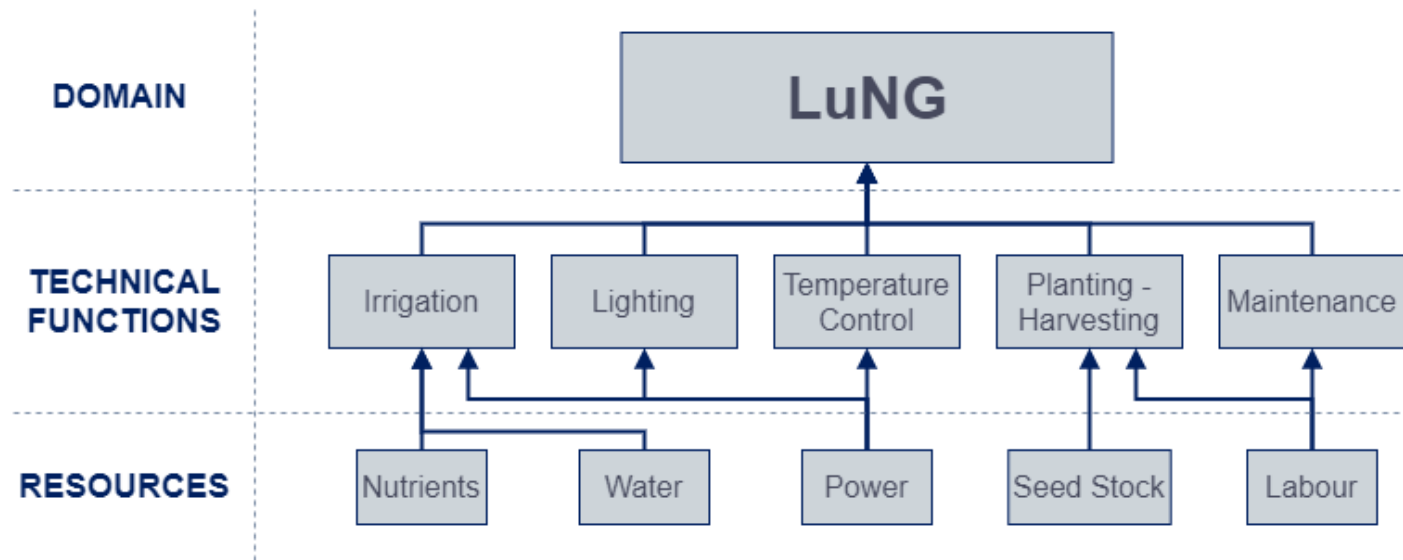 DOMAIN
LuNG
TECHNICAL
FUNCTIONS
Irrigation
Lighting
Temperature
Control
Planting -
Harvesting
Maintenance
RESOURCES
Nutrients
Water
Power
Seed Stock
Labour